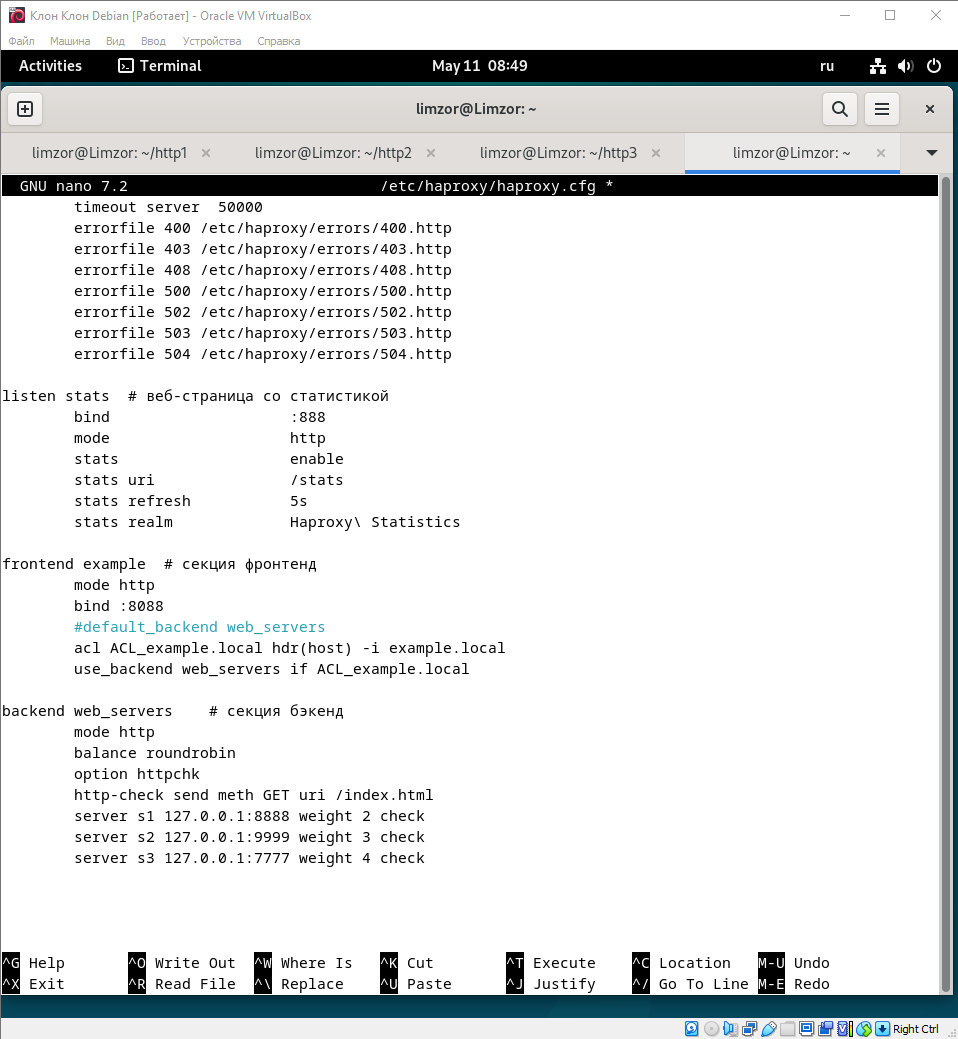 Клон Клон Debian [Работает] - Oracle VM VirtualBox
Файл Машина Вид Ввод Устройства Справка
Activities Terminal May 11 08:49 ru
limzor@Limzor: ~
limzor@Limzor: ~/http1 × limzor@Limzor: ~/http2 × limzor@Limzor: ~/http3 × limzor@Limzor: ~ ×
GNU nano 7.2 /etc/haproxy/haproxy.cfg *
timeout server 50000
errorfile 400 /etc/haproxy/errors/400.http
errorfile 403 /etc/haproxy/errors/403.http
errorfile 408 /etc/haproxy/errors/408.http
errorfile 500 /etc/haproxy/errors/500.http
errorfile 502 /etc/haproxy/errors/502.http
errorfile 503 /etc/haproxy/errors/503.http
errorfile 504 /etc/haproxy/errors/504.http
listen stats # веб-страница со статистикой
bind :888
mode http
stats enable
stats uri /stats
stats refresh 5s
stats realm Haproxy\ Statistics
frontend example # секция фронтенд
mode http
bind :8088
#default_backend web_servers
acl ACL_example.local hdr(host) -i example.local
use_backend web_servers if ACL_example.local
backend web_servers # секция бэкенд
mode http
balance roundrobin
option httpchk
http-check send meth GET uri /index.html
server s1 127.0.0.1:8888 weight 2 check
server s2 127.0.0.1:9999 weight 3 check
server s3 127.0.0.1:7777 weight 4 check
^G Help ^O Write Out ^W Where Is ^K Cut ^T Execute ^C Location M-U Undo
^X Exit ^R Read File ^\ Replace ^U Paste ^J Justify ^/ Go To Line M-E Redo
Right Ctrl